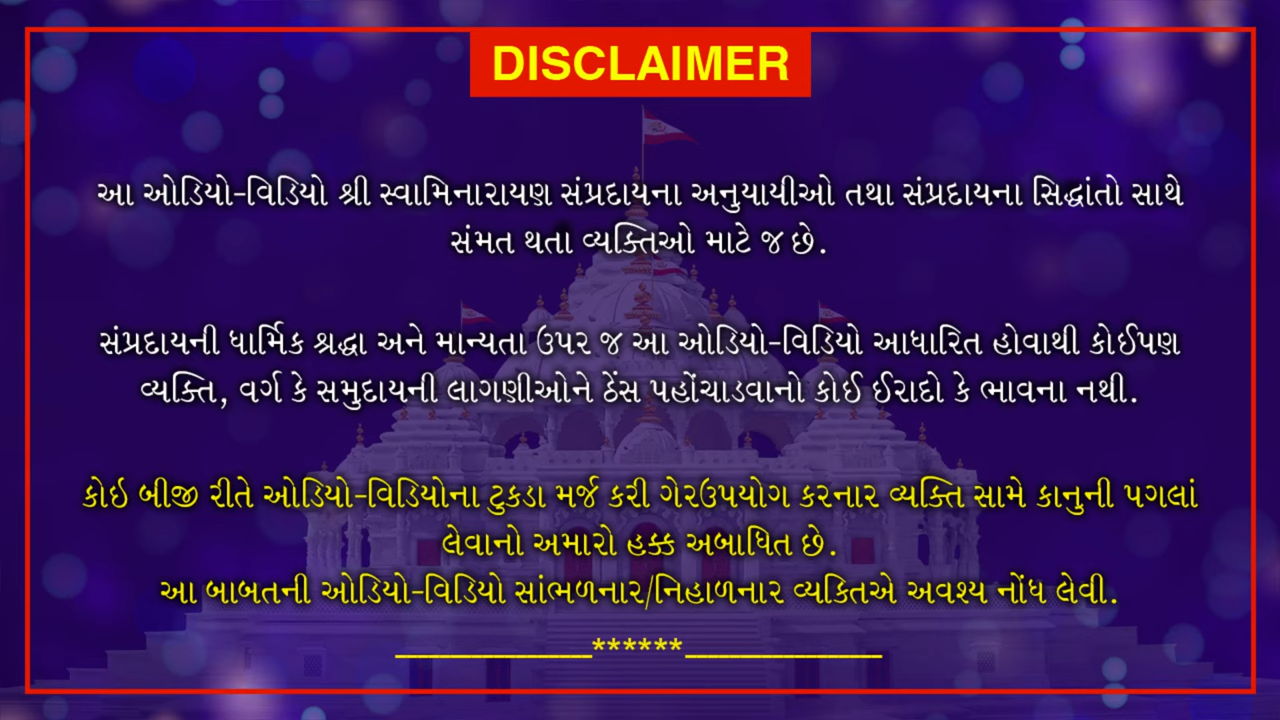 DISCLAIMER
આ ઓડિયો-વિડિયો શ્રી સ્વામિનારાયણ સંપ્રદાયના અનુયાયીઓ તથા સંપ્રદાયના સિદ્ધાંતો સાથે
સંમત થતા વ્યક્તિઓ માટે જ છે.
સંપ્રદાયની ધાર્મિક શ્રદ્ધા અને માન્યતા ઉપર જ આ ઓડિયો-વિડિયો આધારિત હોવાથી કોઈપણ
વ્યક્તિ, વર્ગ કે સમુદાયની લાગણીઓને ઠેંસ પહોંચાડવાનો કોઈ ઈરાદો કે ભાવના નથી.
કોઇ બીજી રીતે ઓડિયો-વિડિયોના ટુકડા મર્જ કરી ગેરઉપયોગ કરનાર વ્યક્તિ સામે કાનુની પગલાં
લેવાનો અમારો હક્ક અબાધિત છે.
આ બાબતની ઓડિયો-વિડિયો સાંભળનાર/નિહાળનાર વ્યકિતએ અવશ્ય નોંધ લેવી.
______________******______________